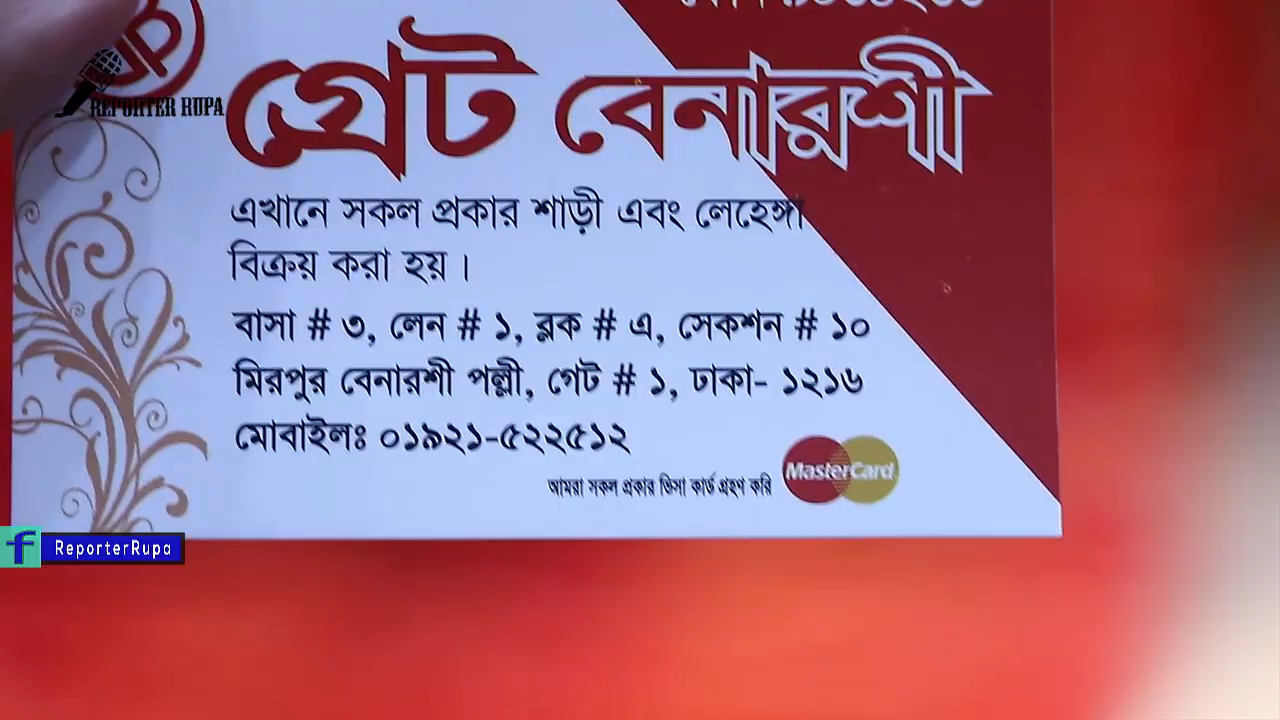 গ্রেট বেনারশী
REPORTER RUPA
এখানে সকল প্রকার শাড়ী এবং লেহেঙ্গা
বিক্রয় করা হয়।
বাসা # ৩, লেন # ১, ব্লক # এ, সেকশন # ১০
মিরপুর বেনারশী পল্লী, গেট # ১, ঢাকা- ১২১৬
মোবাইলঃ ০১৯২১-৫২২৫১২
আমরা সকল প্রকার ভিসা কার্ড গ্রহণ করি
MasterCard
ReporterRupa